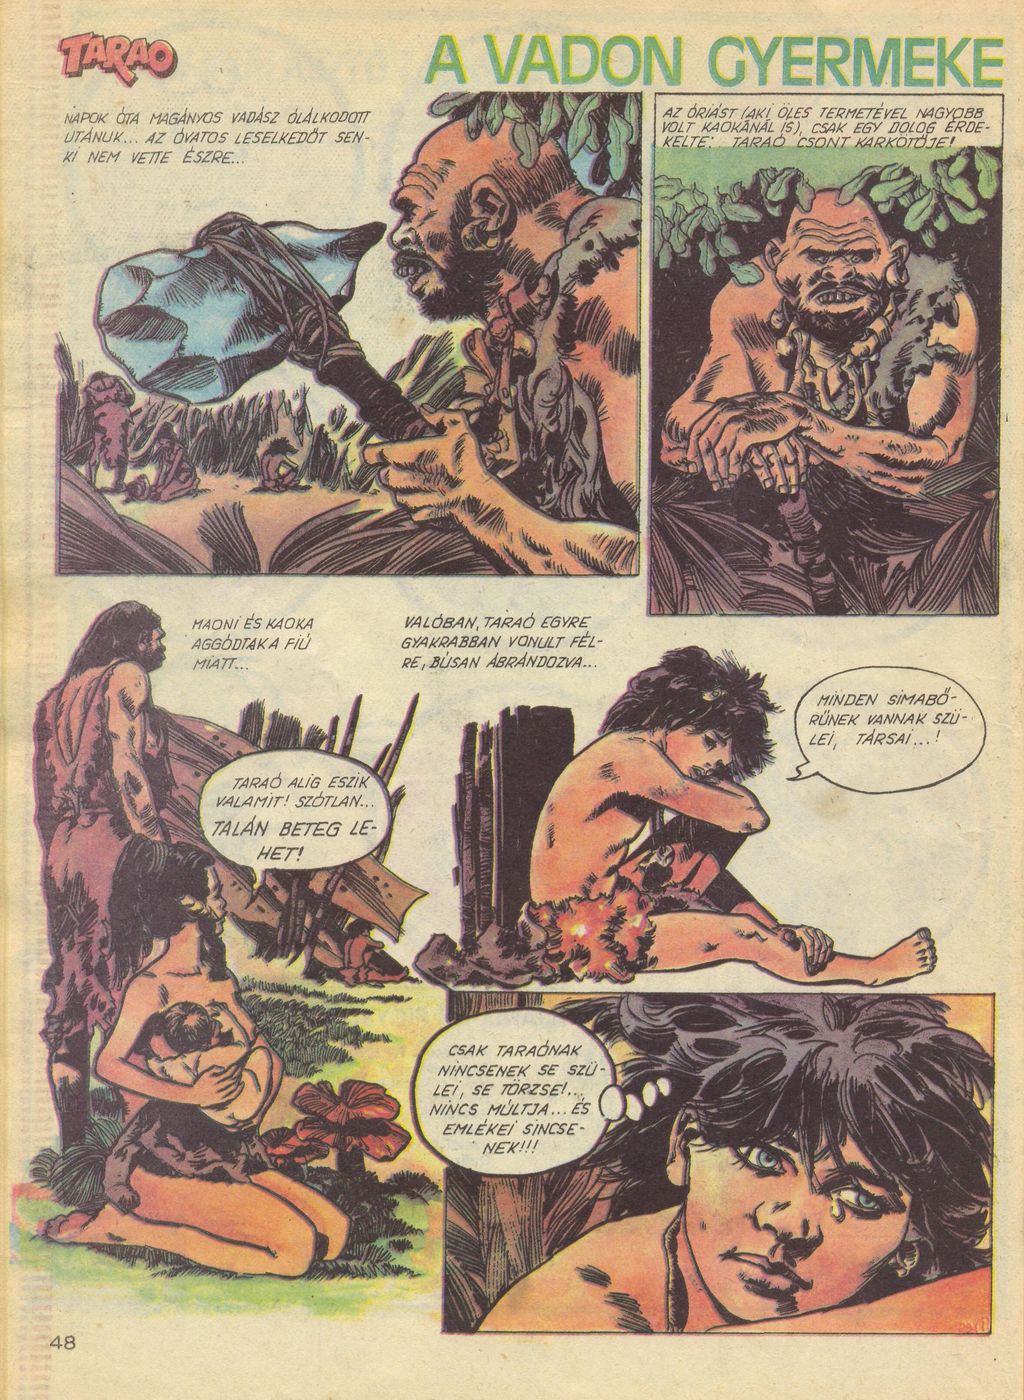 TARAO
A VADON GYERMEKE
NAPOK ÓTA MAGÁNYOS VADÁSZ ÓLÁLKODOTT
UTÁNUK... AZ ÓVATOS LESELKEDŐT SEN-
KI NEM VETTE ÉSZRE...
AZ ÓRIÁST (AKI ÖLES TERMETÉVEL NAGYOBB
VOLT KAOKÁNÁL IS), CSAK EGY DOLOG ÉRDE-
KELTE: TARAÓ CSONT KARKÖTŐJE!
MAONI ÉS KAOKA
AGGÓDTAK A FIÚ
MIATT...
TARAÓ ALIG ESZIK
VALAMIT! SZÓTLAN...
TALÁN BETEG LE-
HET!
VALÓBAN, TARAÓ EGYRE
GYAKRABBAN VONULT FÉL-
RE, BÚSAN ÁBRÁNDOZVA...
MINDEN SIMABŐ-
RŰNEK VANNAK SZÜ-
LEI, TÁRSAI...!
CSAK TARAÓNAK
NINCSENEK SE SZÜ-
LEI, SE TÖRZSE!...
NINCS MÚLTJA... ÉS
EMLÉKEI SINCSE-
NEK!!!
48